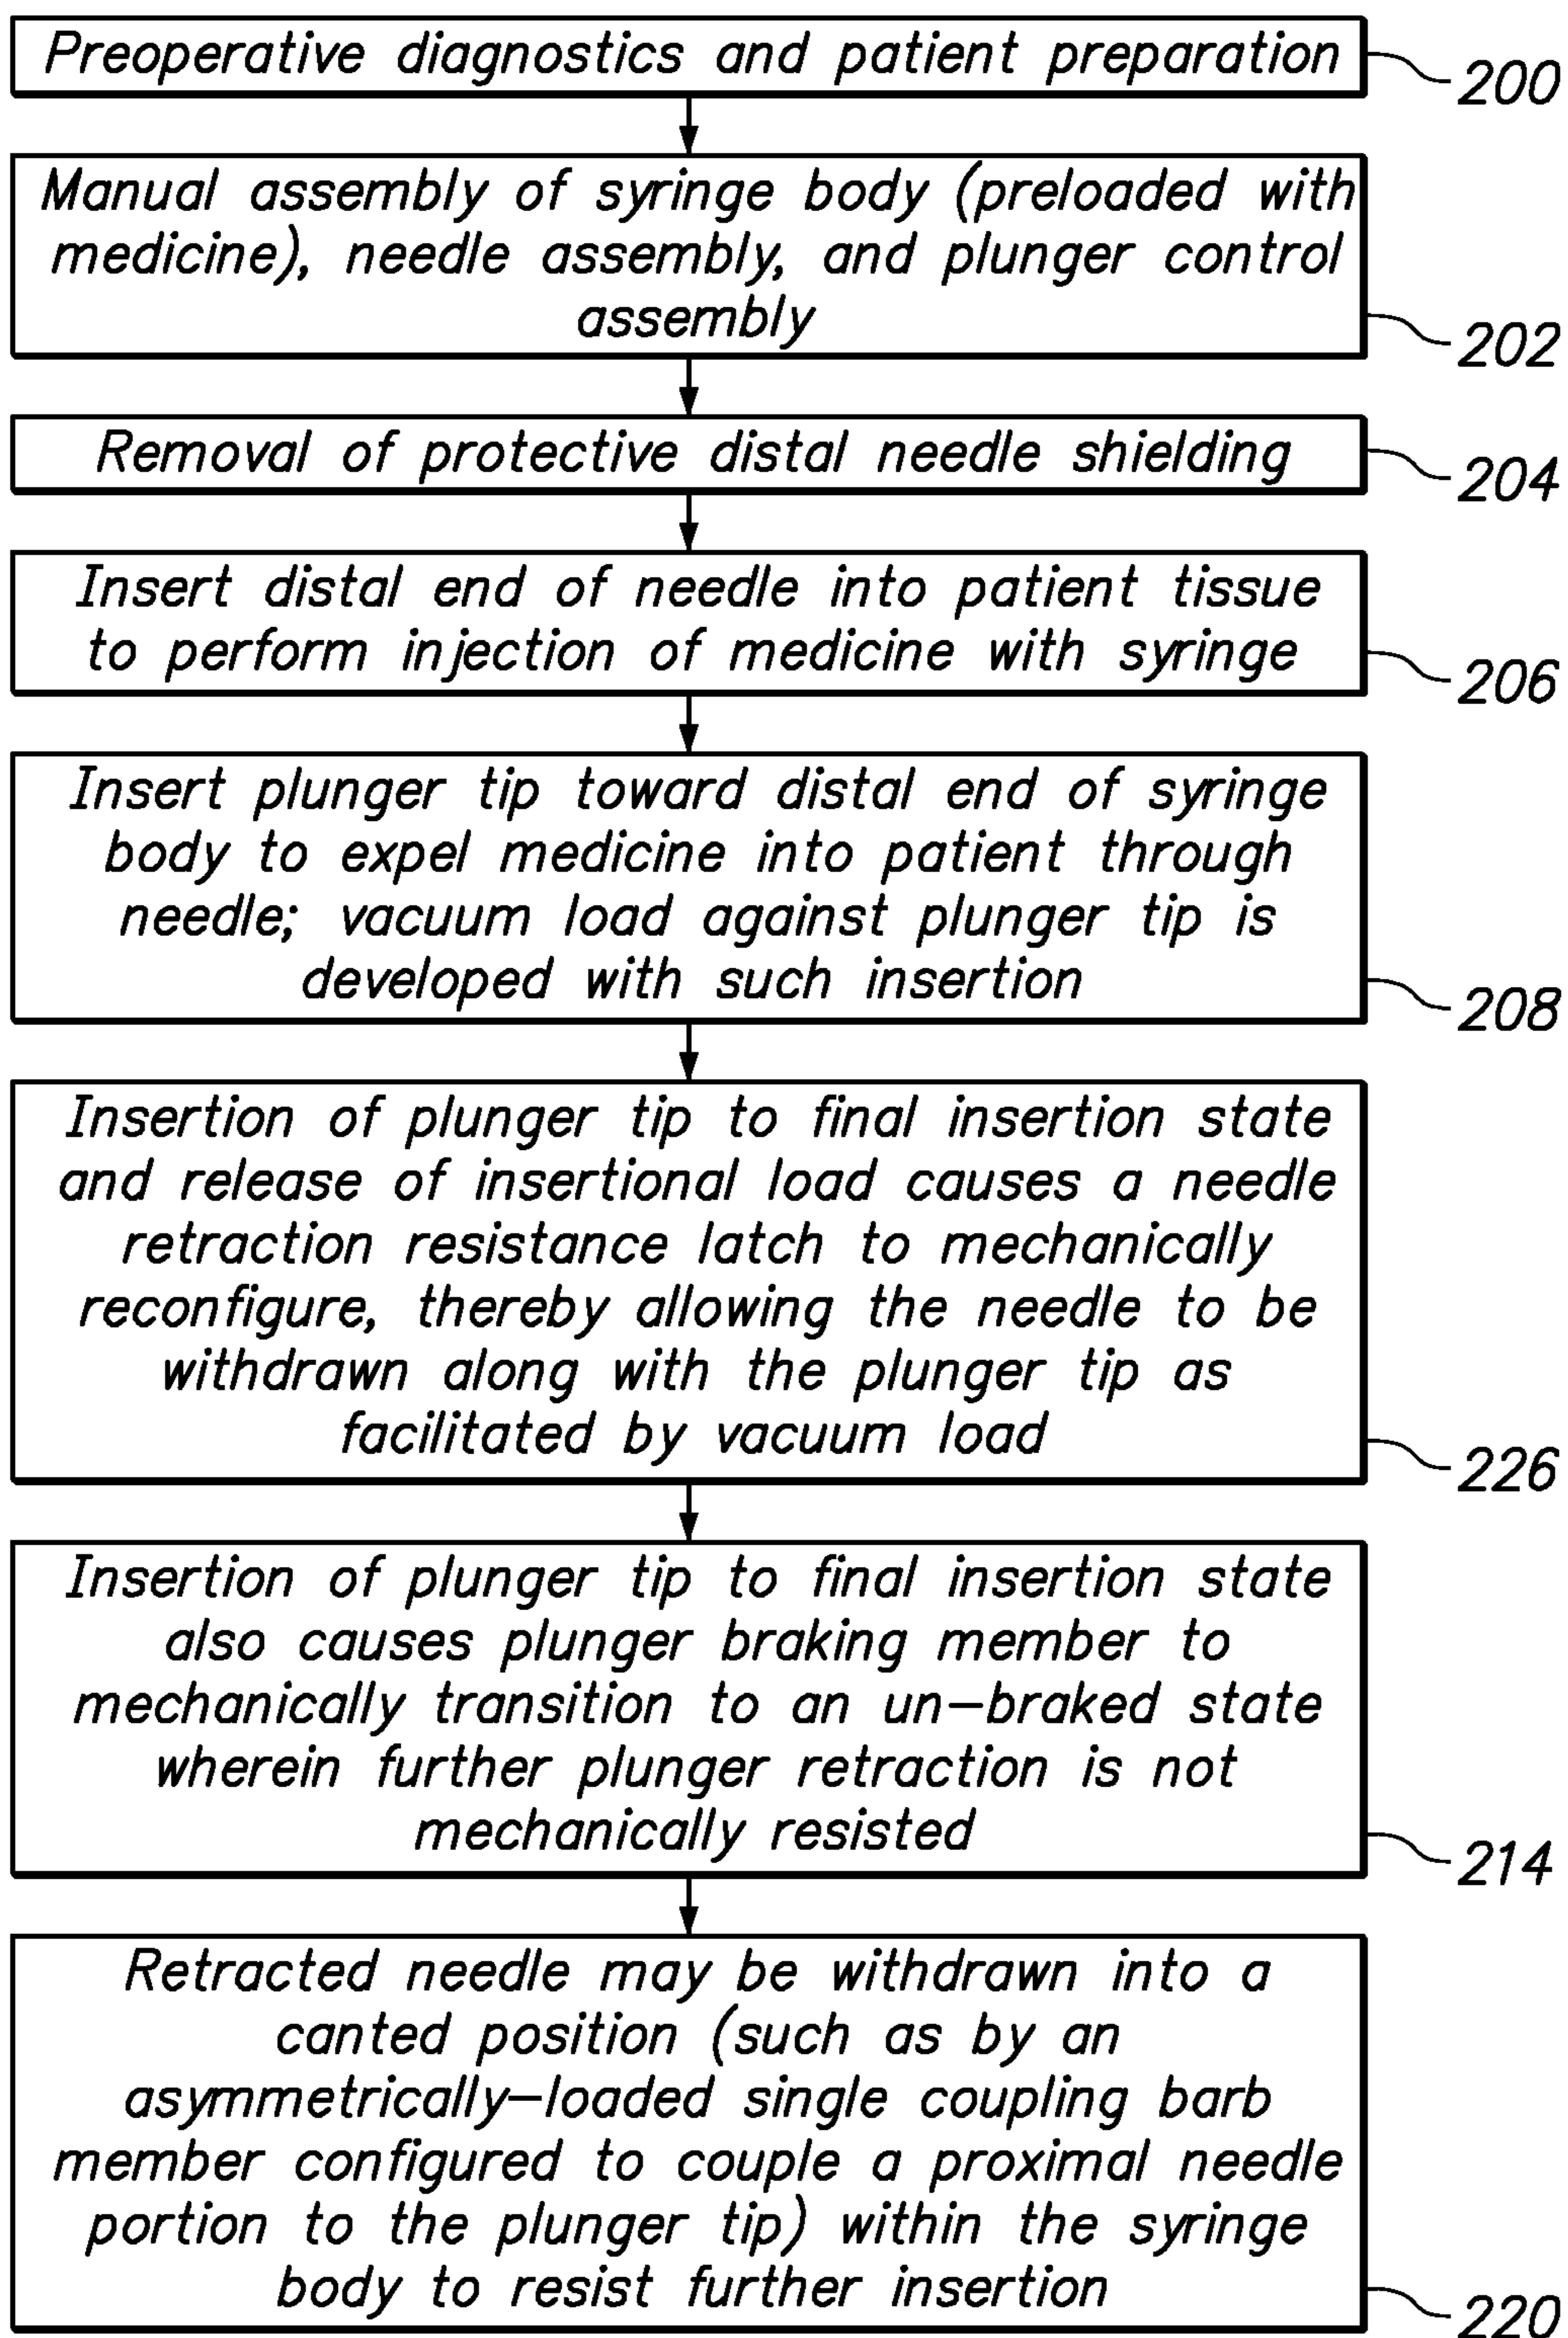 Preoperative diagnostics and patient preparation
200
Manual assembly of syringe body (preloaded with
medicine), needle assembly, and plunger control
assembly
202
Removal of protective distal needle shielding
204
Insert distal end of needle into patient tissue
to perform injection of medicine with syringe
206
Insert plunger tip toward distal end of syringe
body to expel medicine into patient through
needle; vacuum load against plunger tip is
developed with such insertion
208
Insertion of plunger tip to final insertion state
and release of insertional load causes a needle
retraction resistance latch to mechanically
reconfigure, thereby allowing the needle to be
withdrawn along with the plunger tip as
facilitated by vacuum load
226
Insertion of plunger tip to final insertion state
also causes plunger braking member to
mechanically transition to an un-braked state
wherein further plunger retraction is not
mechanically resisted
214
Retracted needle may be withdrawn into a
canted position (such as by an
asymmetrically-loaded single coupling barb
member configured to couple a proximal needle
portion to the plunger tip) within the syringe
body to resist further insertion
220